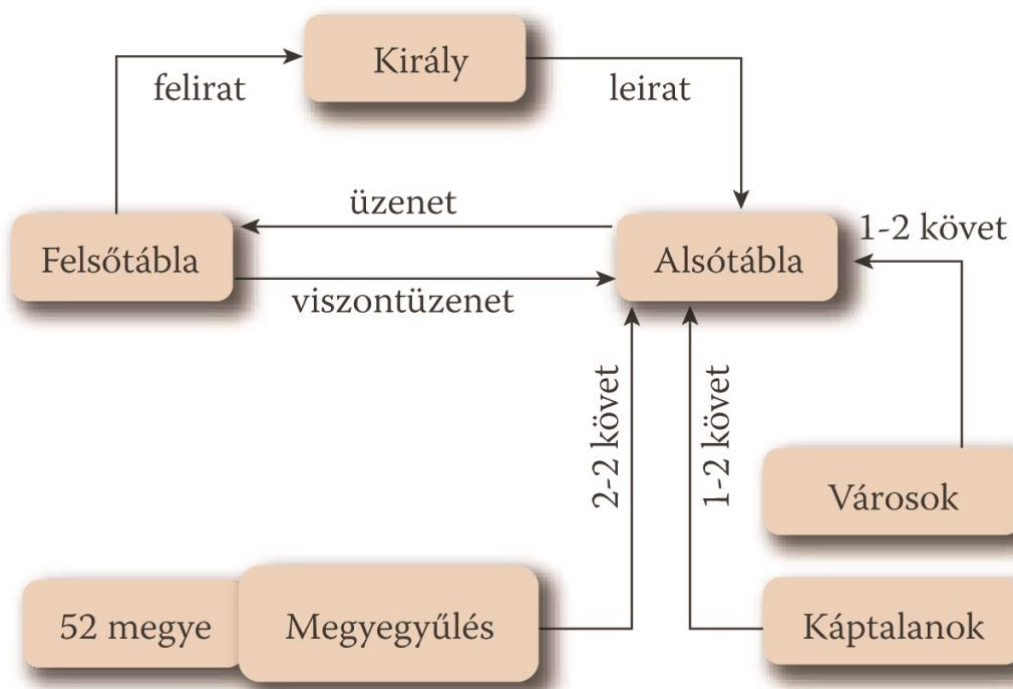 Király
felirat
leirat
üzenet
1-2 követ
Felsőtábla
Alsótábla
viszontüzenet
2-2 követ
1-2 követ
Városok
52 megye
Megyegyűlés
Káptalanok